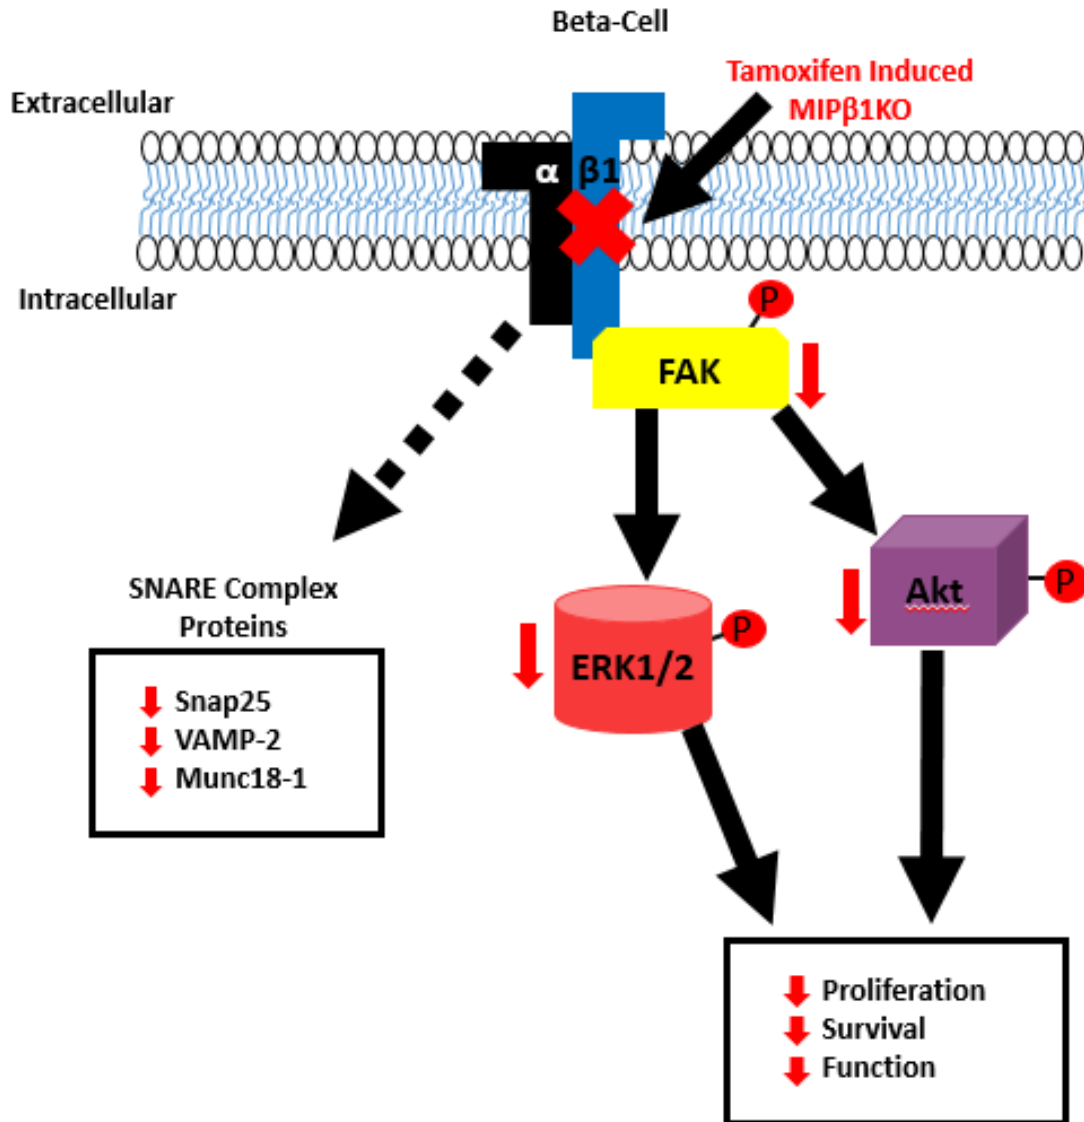 Beta-Cell
Tamoxifen Induced
MIPβ1KO
Extracellular
α
β1
Intracellular
P
FAK
SNARE Complex
Proteins
Snap25
VAMP-2
Munc18-1
ERK1/2
P
Akt
P
Proliferation
Survival
Function